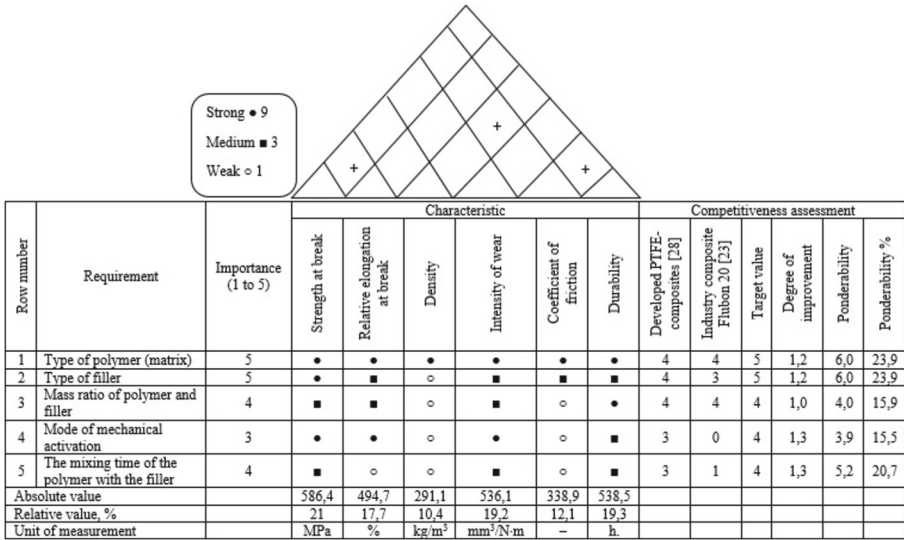 Strong ● 9
Medium ■ 3
Weak ○ 1
+
+
+
Row number
Requirement
Importance
(1 to 5)
Characteristic
Competitiveness assessment
Strength at break
Relative elongation
at break
Density
Intensity of wear
Coefficient of
friction
Durability
Developed PTFE-
composites [28]
Industry composite
Flubon 20 [23]
Target value
Degree of
improvement
Ponderability
Ponderability %
1 Type of polymer (matrix) 5 ● ● ● ● ● ● 4 4 5 1,2 6,0 23,9
2 Type of filler 5 ● ■ ○ ■ ■ ■ 4 3 5 1,2 6,0 23,9
3 Mass ratio of polymer and
filler 4 ■ ■ ○ ■ ○ ● 4 4 4 1,0 4,0 15,9
4 Mode of mechanical
activation 3 ● ● ○ ● ○ ■ 3 0 4 1,3 3,9 15,5
5 The mixing time of the
polymer with the filler 4 ■ ○ ○ ■ ○ ■ 3 1 4 1,3 5,2 20,7
Absolute value 586,4 494,7 291,1 536,1 338,9 538,5
Relative value, % 21 17,7 10,4 19,2 12,1 19,3
Unit of measurement MPa % kg/m³ mm³/N·m – h.